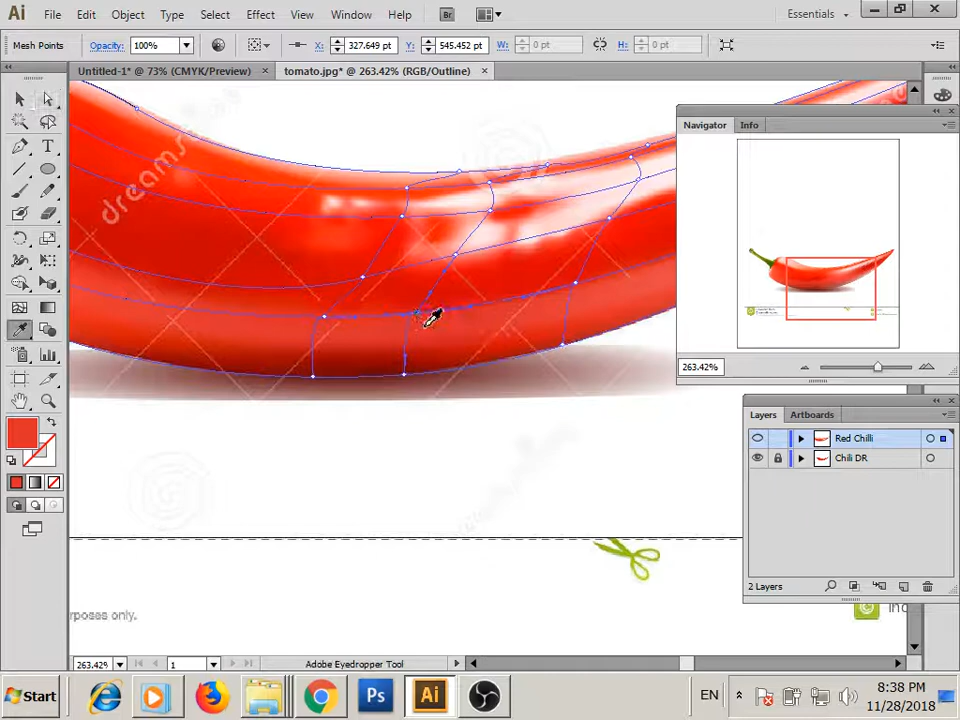 Ai File Edit Object Type Select Effect View Window Help Br Essentials
Mesh Points Opacity: 100% X: 327.649 pt Y: 545.452 pt W: 0 pt H: 0 pt
Untitled-1* @ 73% (CMYK/Preview) × tomato.jpg* @ 263.42% (RGB/Outline) ×
Navigator Info
dreams
263.42%
Layers Artboards
Red Chilli
Chili DR
2 Layers
rposes only.
263.42% 1 Adobe Eyedropper Tool
Start Ps Ai EN 8:38 PM
11/28/2018